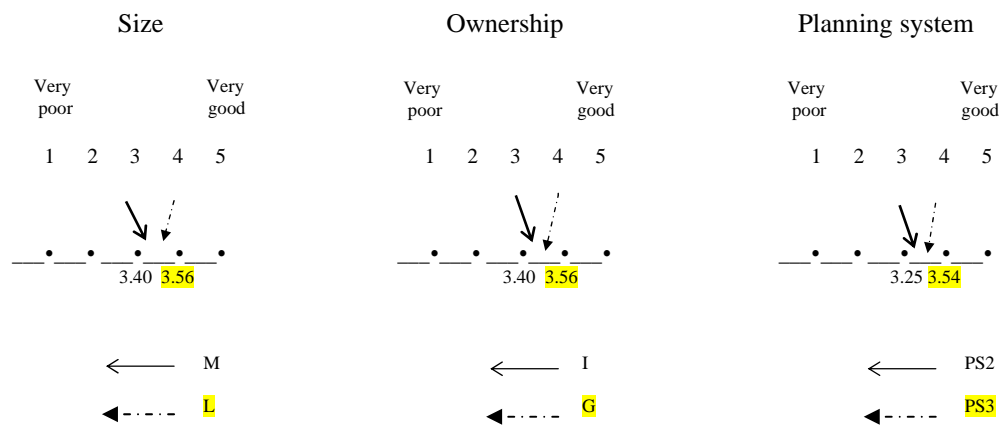 Size Ownership Planning system
Very Very Very Very Very Very
poor good poor good poor good
1 2 3 4 5 1 2 3 4 5 1 2 3 4 5
3.40 3.56 3.40 3.56 3.25 3.54
M I PS2
L G PS3